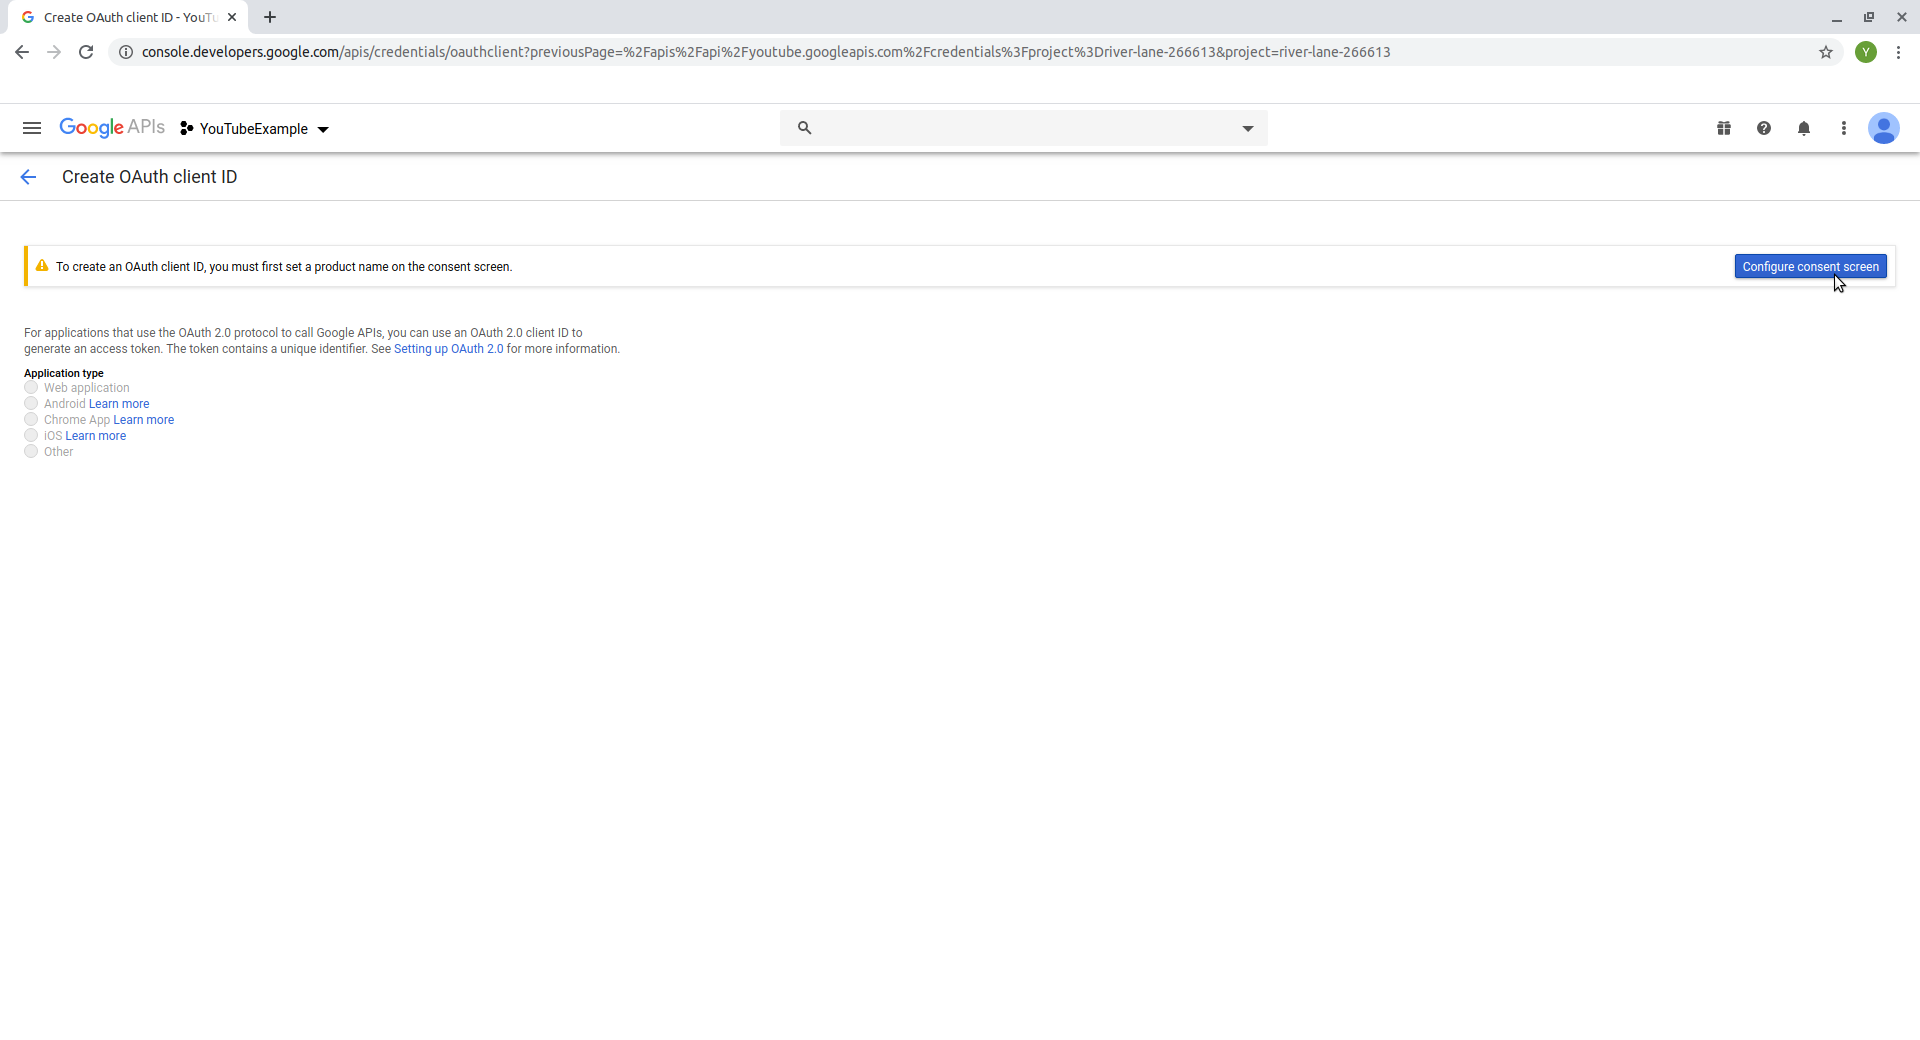 Create OAuth client ID - YouTu
console.developers.google.com/apis/credentials/oauthclient?previousPage=%2Fapis%2Fapi%2Fyoutube.googleapis.com%2Fcredentials%3Fproject%3Driver-lane-266613&project=river-lane-266613
Y
Google APIs YouTubeExample
Create OAuth client ID
To create an OAuth client ID, you must first set a product name on the consent screen. Configure consent screen
For applications that use the OAuth 2.0 protocol to call Google APIs, you can use an OAuth 2.0 client ID to
generate an access token. The token contains a unique identifier. See Setting up OAuth 2.0 for more information.
Application type
Web application
Android Learn more
Chrome App Learn more
iOS Learn more
Other